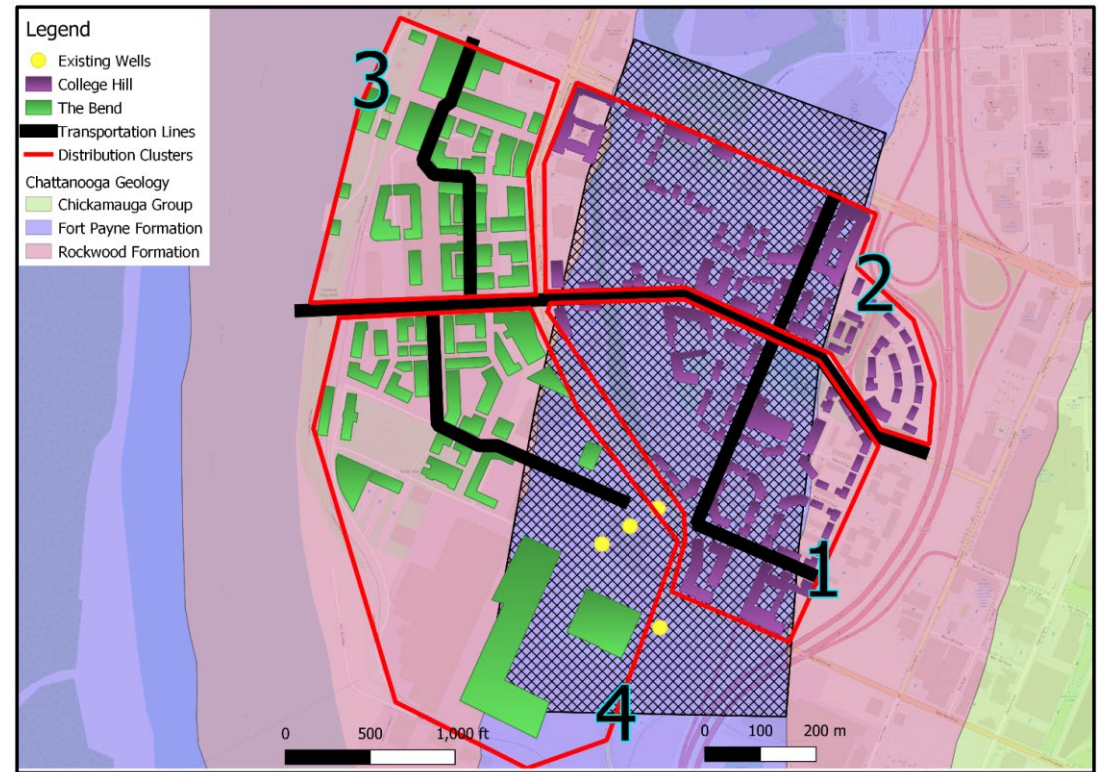 Legend
Existing Wells
College Hill
The Bend
Transportation Lines
Distribution Clusters
Chattanooga Geology
Chickamauga Group
Fort Payne Formation
Rockwood Formation
3
2
1
4
0 500 1,000 ft
0 100 200 m